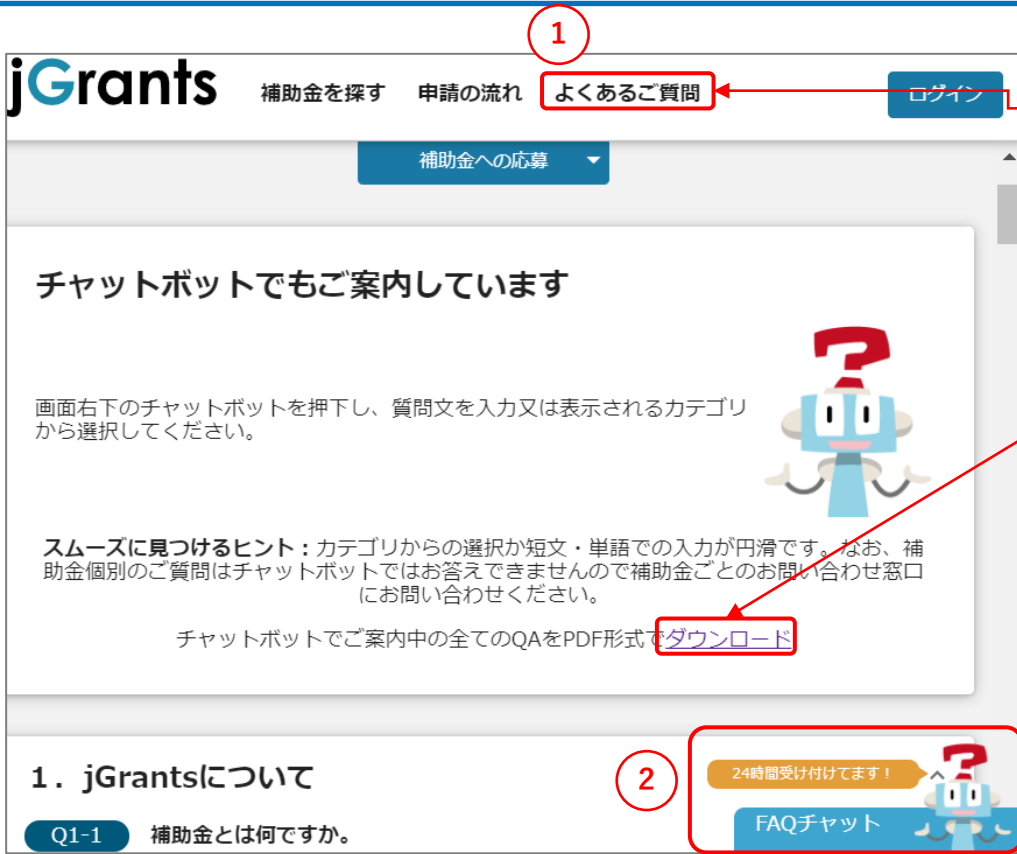 1
jGrants 補助金を探す 申請の流れ よくあるご質問 ログイン
補助金への応募
チャットボットでもご案内しています
画面右下のチャットボットを押下し、質問文を入力又は表示されるカテゴリ
から選択してください。
スムーズに見つけるヒント：カテゴリからの選択か短文・単語での入力が円滑です。なお、補
助金個別のご質問はチャットボットではお答えできませんので補助金ごとのお問い合わせ窓口
にお問い合わせください。
チャットボットでご案内中の全てのQAをPDF形式でダウンロード
1．jGrantsについて
2
24時間受け付けてます！
FAQチャット
Q1-1 補助金とは何ですか。